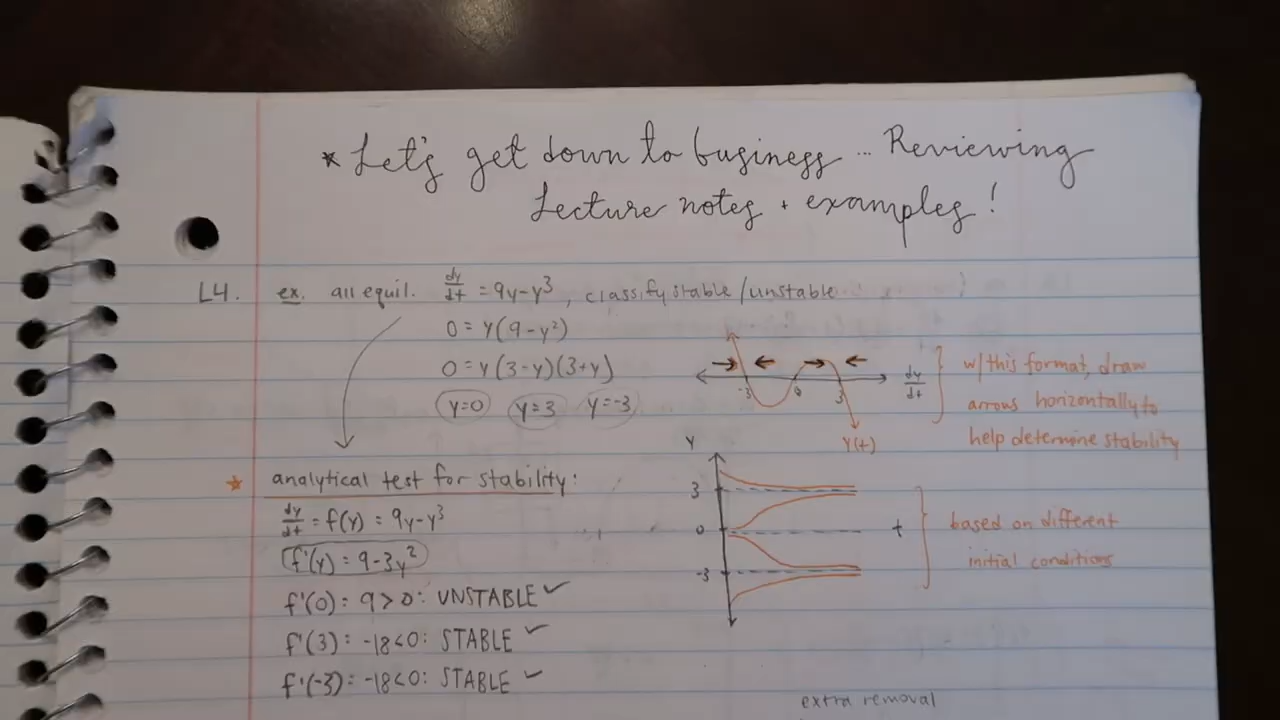 * Let's get down to business ... Reviewing
Lecture notes + examples!
L4. ex. all equil. dy/dt = 9y-y³, classify stable/unstable
0 = y(9-y²)
0 = y(3-y)(3+y)
y=0 y=3 y=-3
-3 0 3 dy/dt
y(t)
w/this format, draw
arrows horizontally to
help determine stability
* analytical test for stability:
dy/dt = f(y) = 9y-y³
f'(y) = 9-3y²
f'(0) = 9>0: UNSTABLE ✓
f'(3) = -18<0: STABLE ✓
f'(-3) = -18<0: STABLE ✓
y
3
0
-3
t
based on different
initial conditions
extra removal